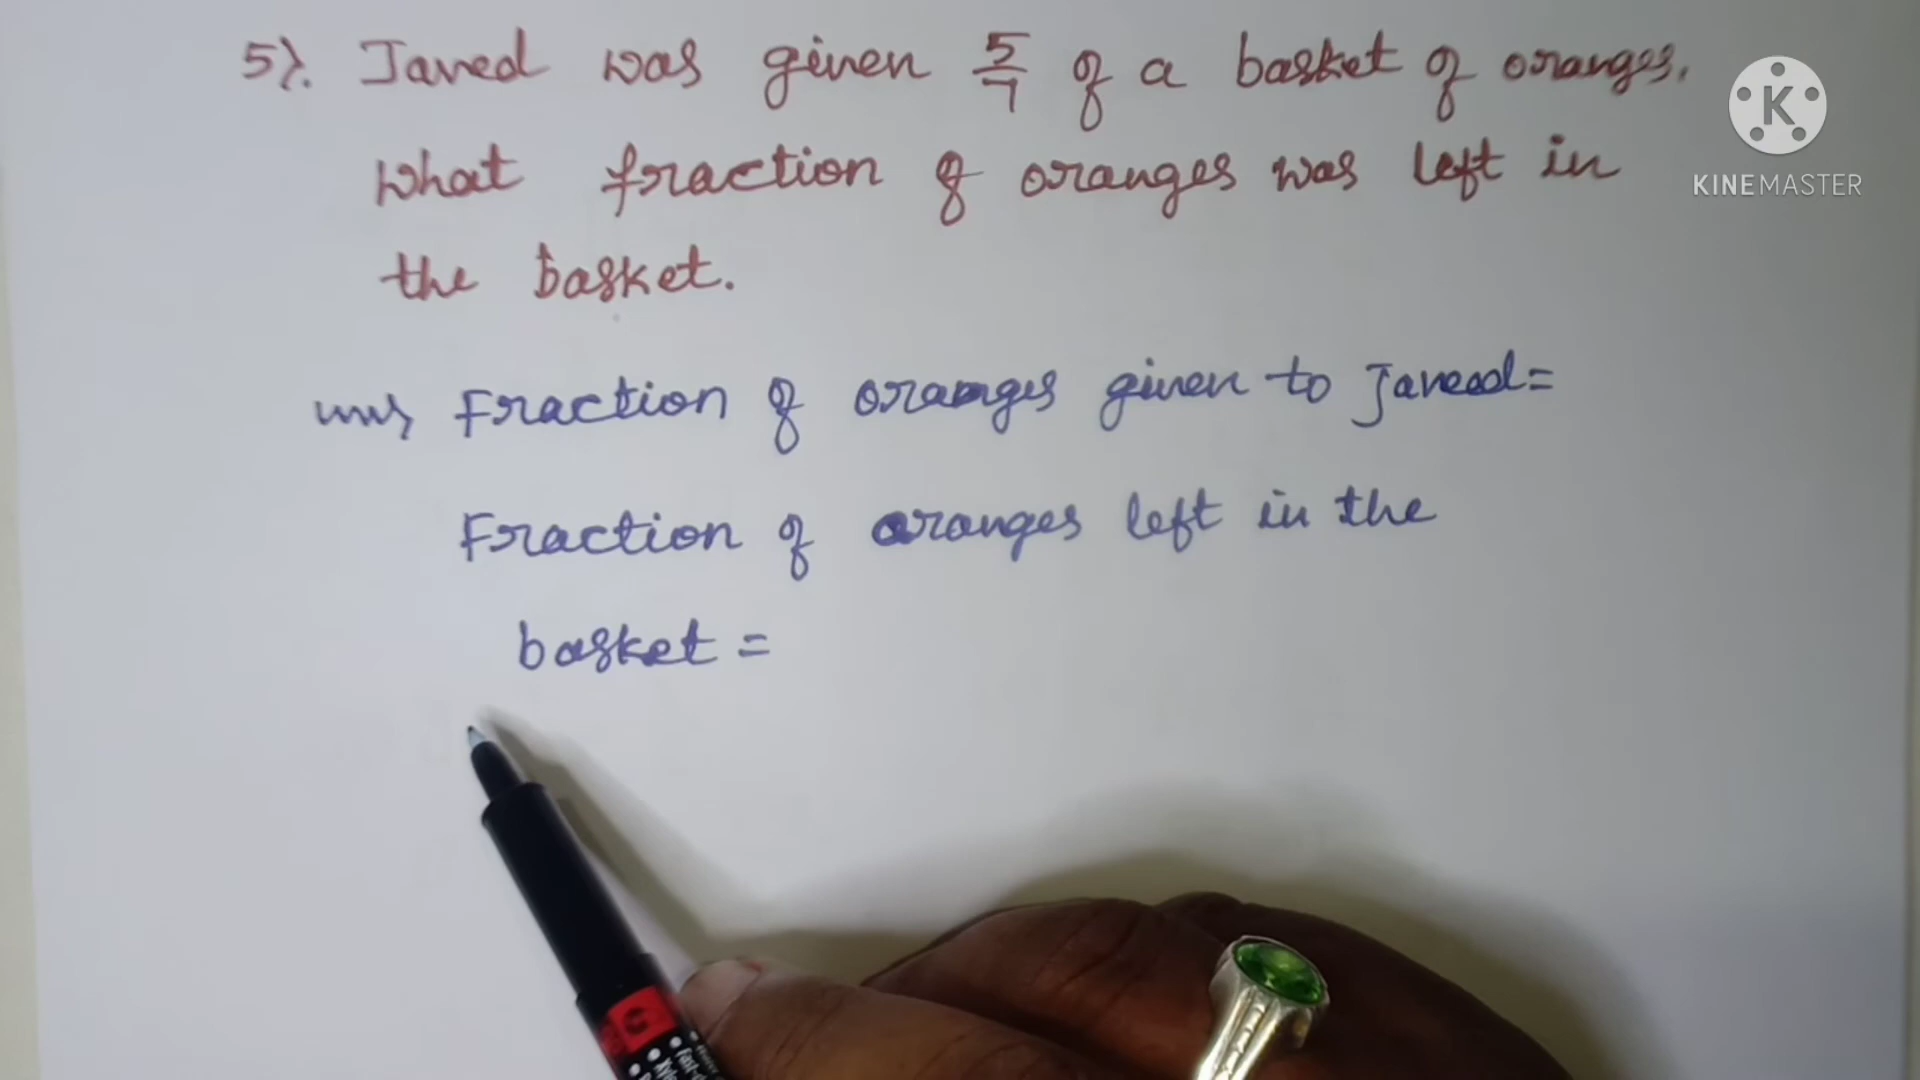 5). Javed was given 5/7 of a basket of oranges.
What fraction of oranges was left in
the basket.
Fraction of oranges given to Javed =
Fraction of oranges left in the
basket =
K
KINEMASTER
C